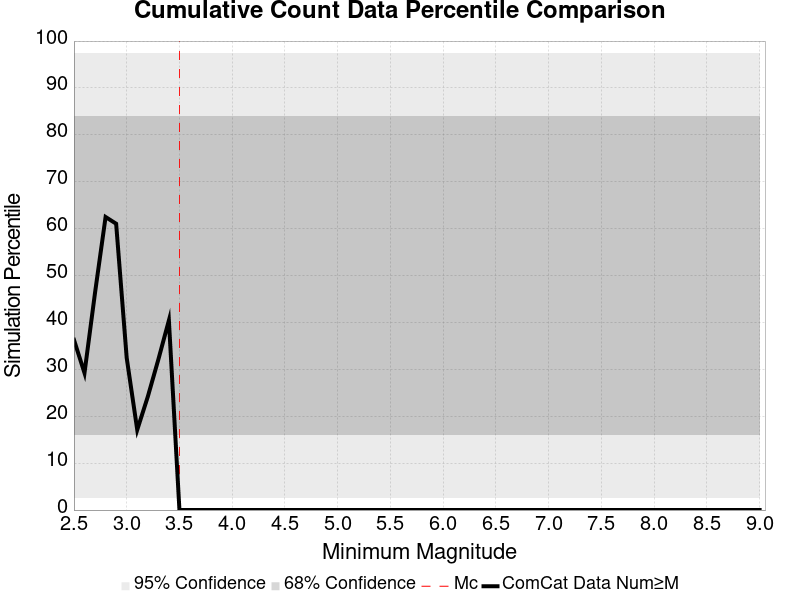 Cumulative Count Data Percentile Comparison
100
90
80
70
60
50
40
30
20
10
0
Simulation Percentile
2.5 3.0 3.5 4.0 4.5 5.0 5.5 6.0 6.5 7.0 7.5 8.0 8.5 9.0
Minimum Magnitude
95% Confidence 68% Confidence Mc ComCat Data Num≥M